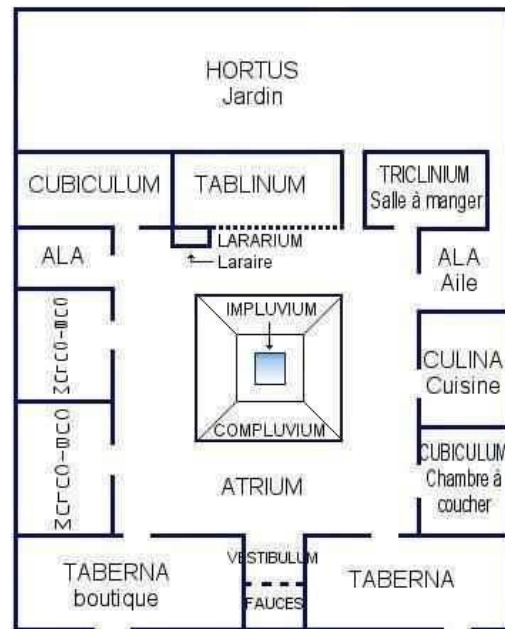 HORTUS
Jardin
CUBICULUM
TABLINUM
TRICLINIUM
Salle à manger
ALA
LARARIUM
Laraire
ALA
Aile
CUBICULUM
IMPLUVIUM
COMPLUVIUM
CULINA
Cuisine
CUBICULUM
CUBICULUM
Chambre à
coucher
ATRIUM
VESTIBULUM
FAUCES
TABERNA
boutique
TABERNA